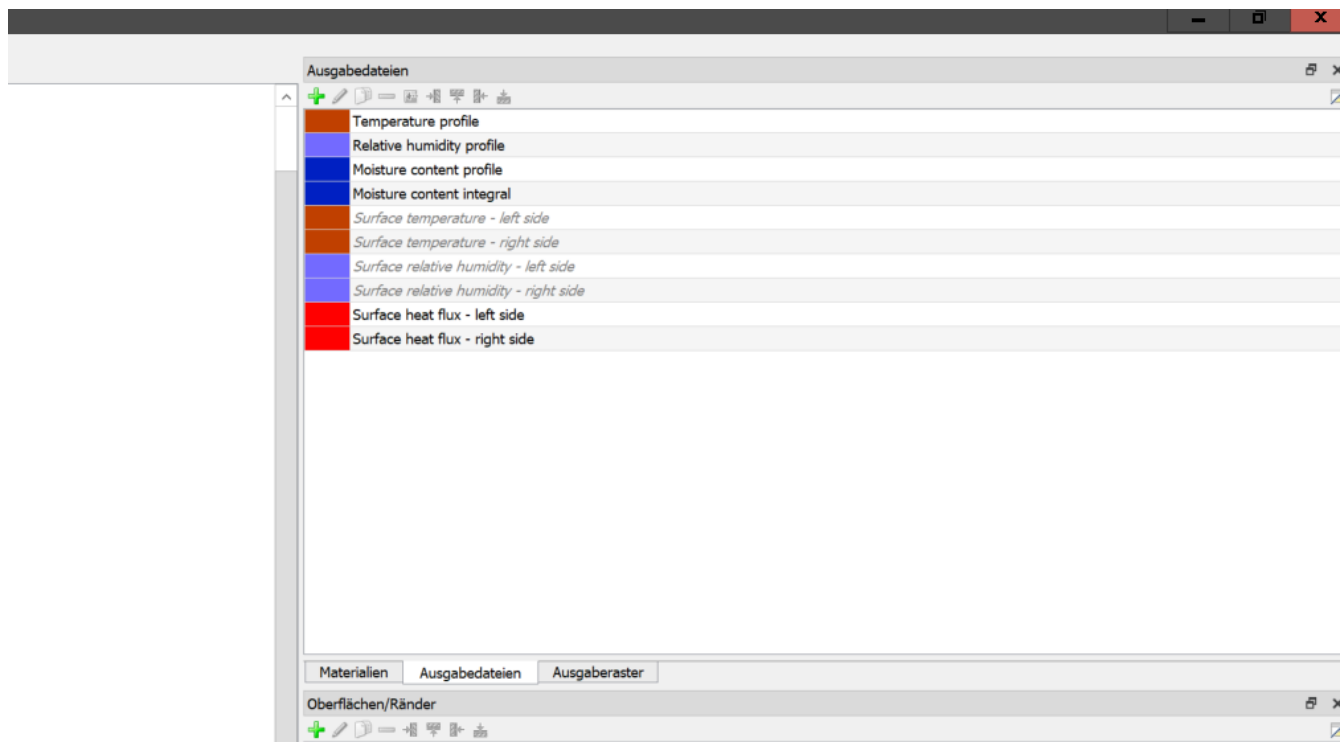 Ausgabedateien
Temperature profile
Relative humidity profile
Moisture content profile
Moisture content integral
Surface temperature - left side
Surface temperature - right side
Surface relative humidity - left side
Surface relative humidity - right side
Surface heat flux - left side
Surface heat flux - right side
Materialien Ausgabedateien Ausgaberaster
Oberflächen/Ränder